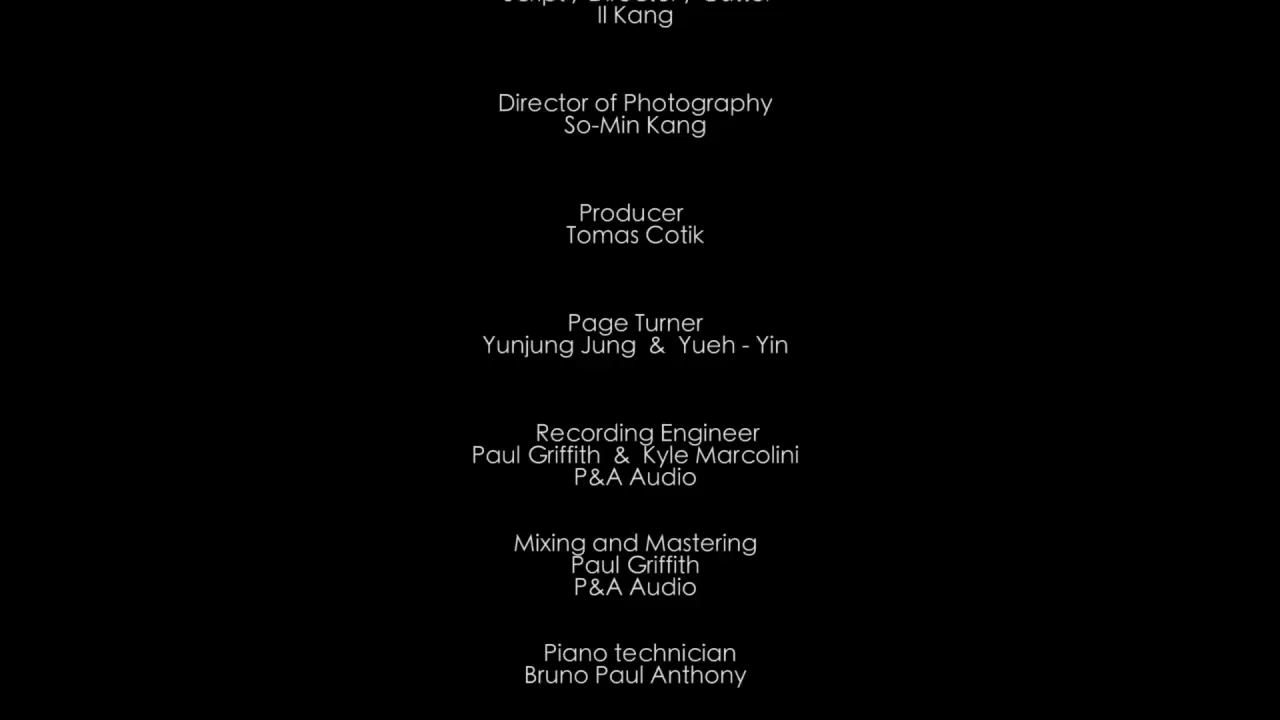 Il Kang
Director of Photography
So-Min Kang
Producer
Tomas Cotik
Page Turner
Yunjung Jung & Yueh - Yin
Recording Engineer
Paul Griffith & Kyle Marcolini
P&A Audio
Mixing and Mastering
Paul Griffith
P&A Audio
Piano technician
Bruno Paul Anthony